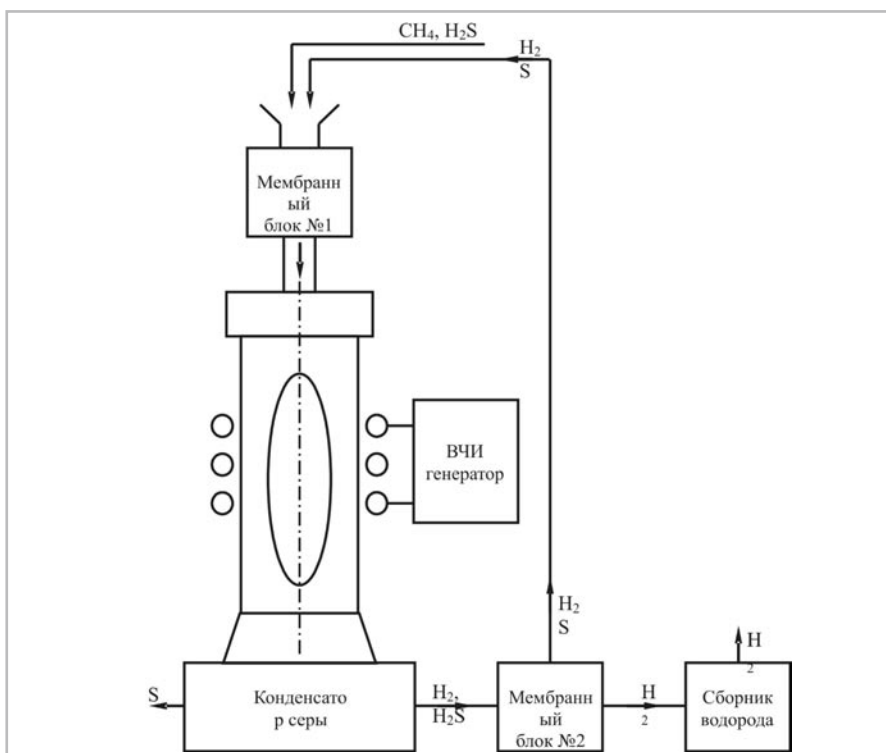 CH₄, H₂S
H₂
S
Мембранн
ый
блок №1
ВЧИ
генератор
H₂
S
H
₂
S
Конденсато
р серы
H₂,
H₂S
Мембранн
ый
блок №2
H
₂
Сборник
водорода